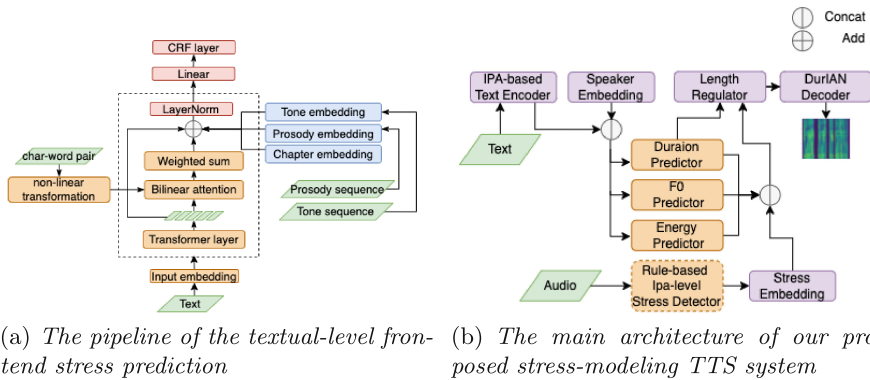 CRF layer
Linear
LayerNorm
Tone embedding
Prosody embedding
Chapter embedding
char-word pair
non-linear
transformation
Weighted sum
Bilinear attention
Prosody sequence
Tone sequence
Transformer layer
Input embedding
Text
(a) The pipeline of the textual-level fron-
tend stress prediction
Concat
Add
IPA-based
Text Encoder
Speaker
Embedding
Length
Regulator
DurIAN
Decoder
Text
Duraion
Predictor
F0
Predictor
Energy
Predictor
Audio
Rule-based
Ipa-level
Stress Detector
Stress
Embedding
(b) The main architecture of our pro
posed stress-modeling TTS system